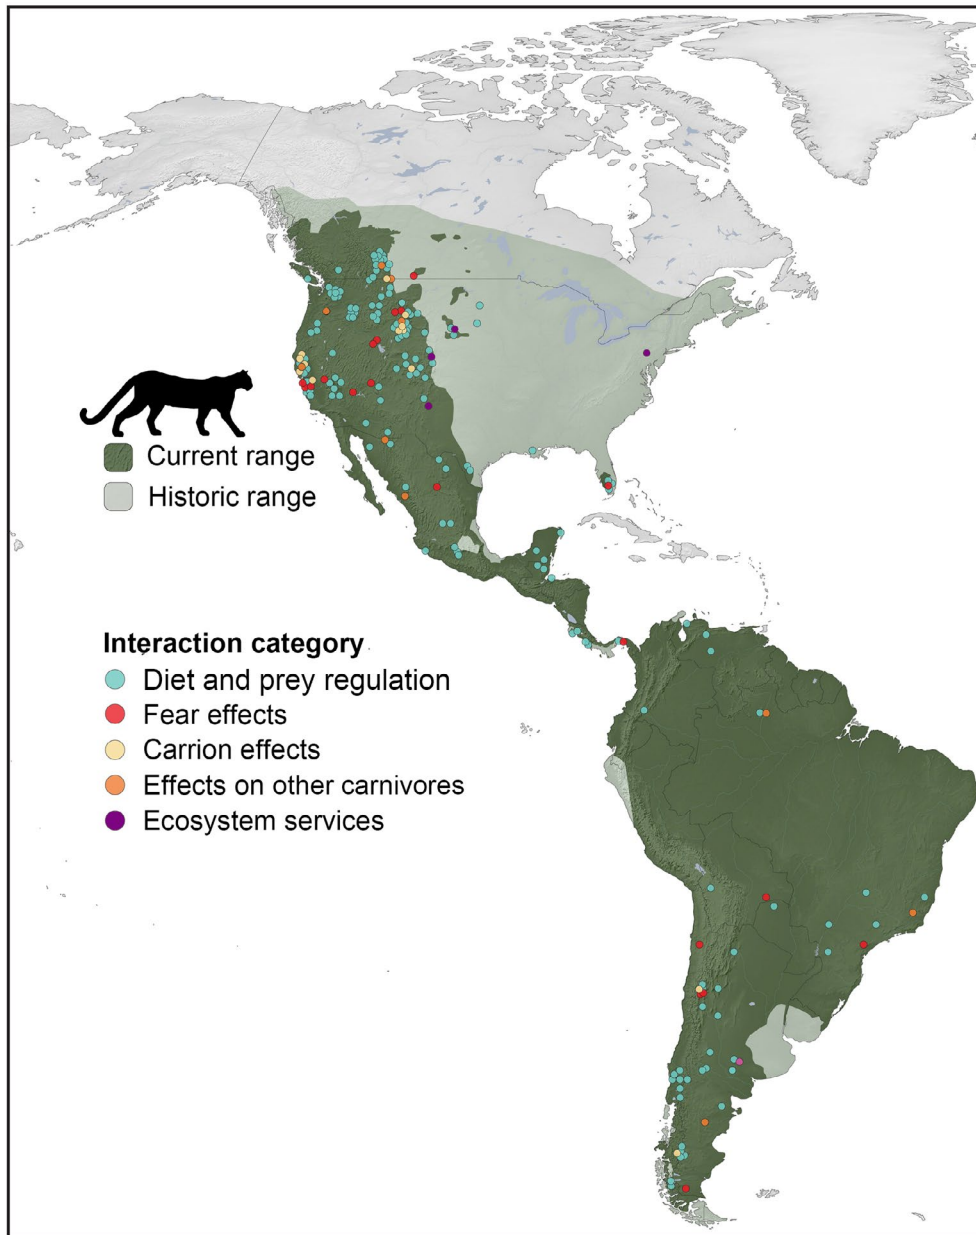 Current range
Historic range
Interaction category
Diet and prey regulation
Fear effects
Carrion effects
Effects on other carnivores
Ecosystem services